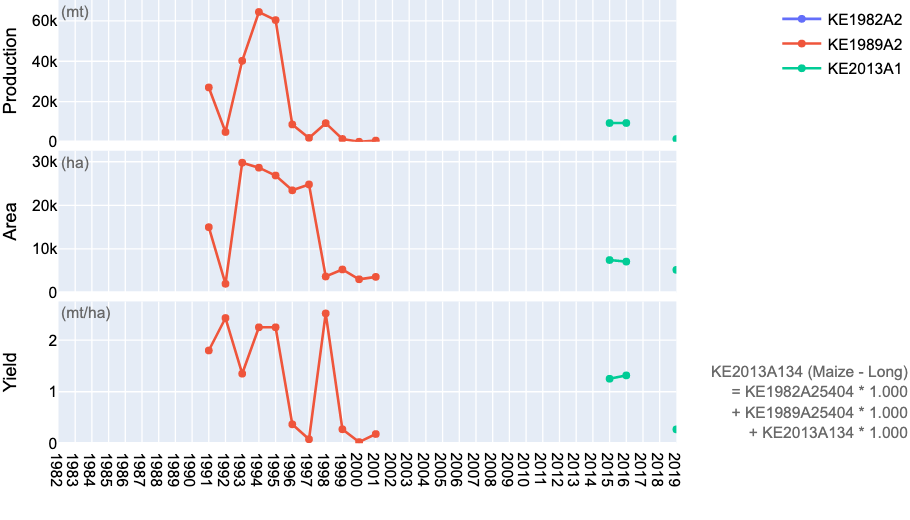 (mt)
Production
60k
40k
20k
0
(ha)
Area
30k
20k
10k
0
(mt/ha)
Yield
2
1
0
1982
1983
1984
1985
1986
1987
1988
1989
1990
1991
1992
1993
1994
1995
1996
1997
1998
1999
2000
2001
2002
2003
2004
2005
2006
2007
2008
2009
2010
2011
2012
2013
2014
2015
2016
2017
2018
2019
KE1982A2
KE1989A2
KE2013A1
KE2013A134 (Maize - Long)
= KE1982A25404 * 1.000
+ KE1989A25404 * 1.000
+ KE2013A134 * 1.000